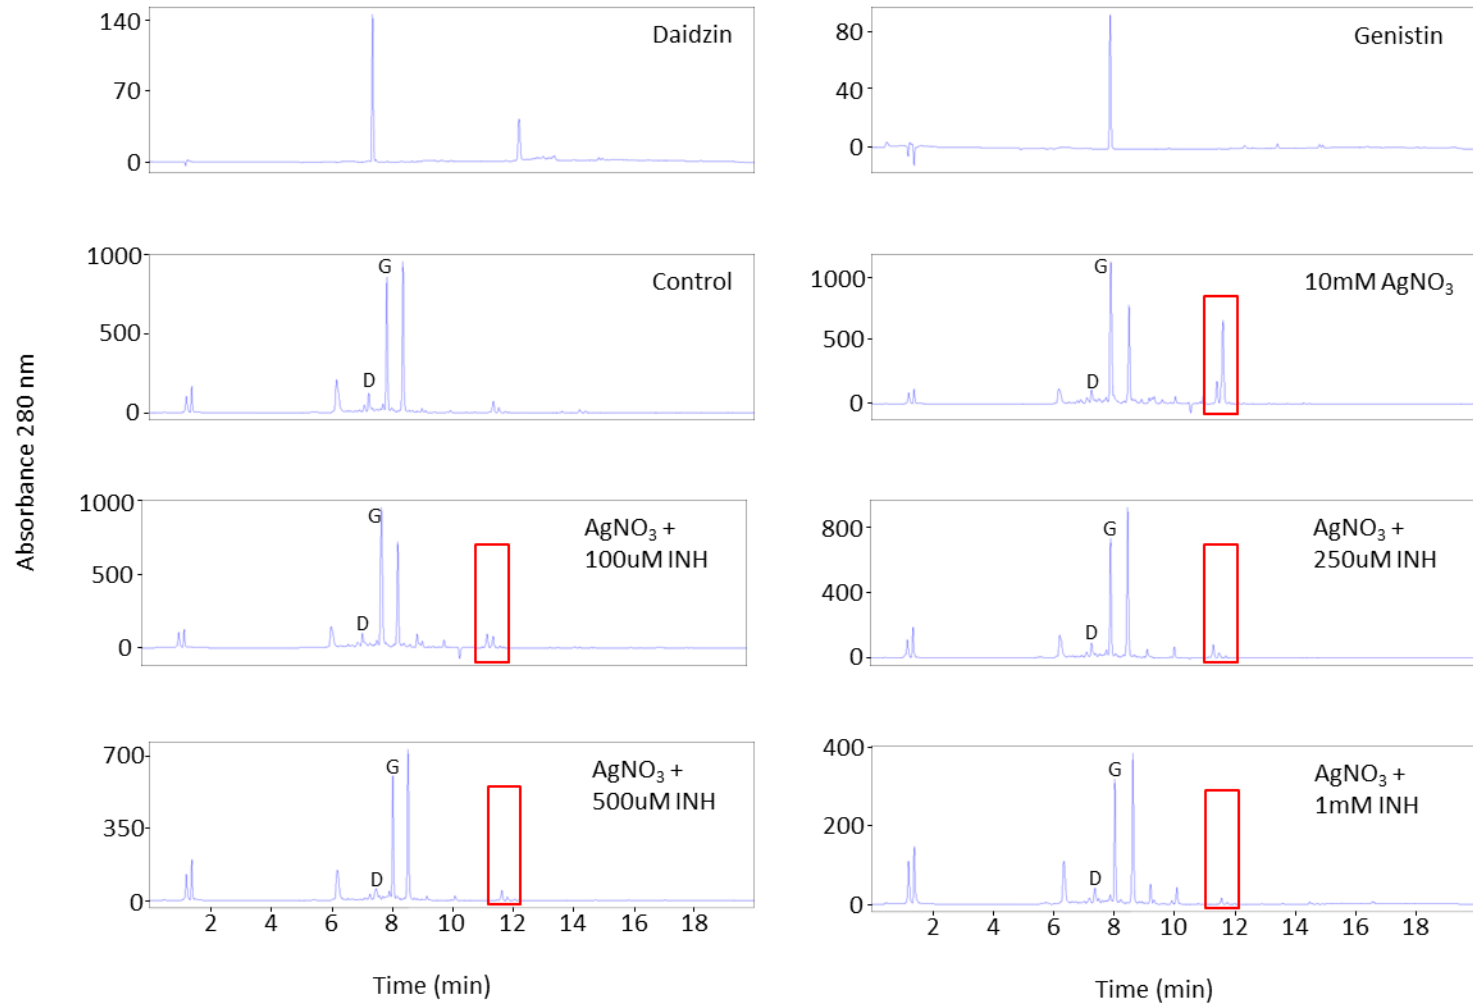 Absorbance 280 nm
140
70
0
Daidzin
80
40
0
Genistin
1000
500
0
D
G
Control
1000
500
0
D
G
10mM AgNO₃
1000
500
0
D
G
AgNO₃ +
100uM INH
800
400
0
D
G
AgNO₃ +
250uM INH
700
350
0
D
G
AgNO₃ +
500uM INH
2 4 6 8 10 12 14 16 18
Time (min)
400
200
0
D
G
AgNO₃ +
1mM INH
2 4 6 8 10 12 14 16 18
Time (min)